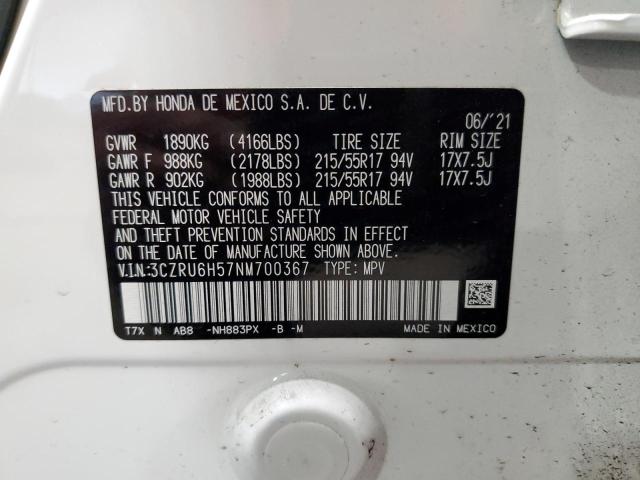 MFD.BY HONDA DE MEXICO S.A. DE C.V.
06/'21
GVWR 1890KG (4166LBS) TIRE SIZE RIM SIZE
GAWR F 988KG (2178LBS) 215/55R17 94V 17X7.5J
GAWR R 902KG (1988LBS) 215/55R17 94V 17X7.5J
THIS VEHICLE CONFORMS TO ALL APPLICABLE
FEDERAL MOTOR VEHICLE SAFETY
AND THEFT PREVENTION STANDARDS IN EFFECT
ON THE DATE OF MANUFACTURE SHOWN ABOVE.
V.I.N:3CZRU6H57NM700367 TYPE: MPV
T7X N AB8 -NH883PX -B -M MADE IN MEXICO